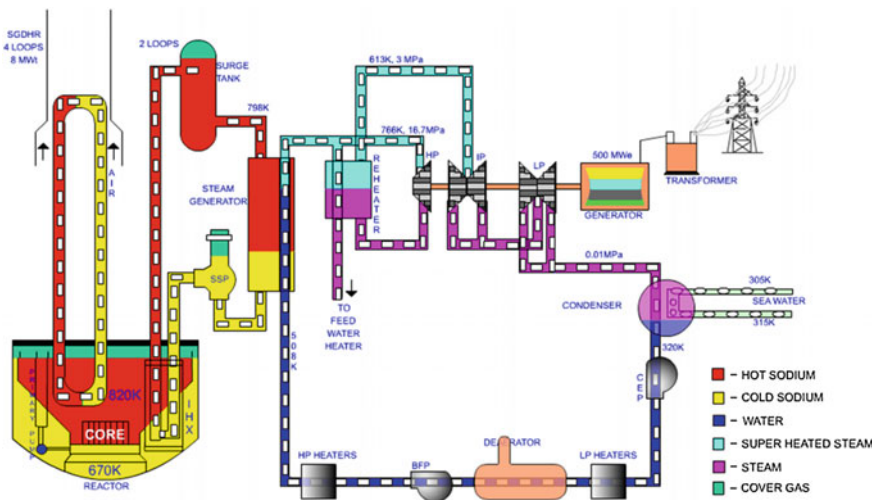 SGDHR
4 LOOPS
8 MWt
2 LOOPS
SURGE
TANK
613K, 3 MPa
798K
766K, 16.7MPa
HP
IP
LP
500 MWe
GENERATOR
TRANSFORMER
AIR
STEAM
GENERATOR
REHEATER
SSP
0.01MPa
305K
SEA WATER
315K
CONDENSER
TO
FEED
WATER
HEATER
508K
320K
CEP
PRIMARY PUMP
820K
IHX
CORE
670K
REACTOR
HP HEATERS
BFP
DEAERATOR
LP HEATERS
– HOT SODIUM
– COLD SODIUM
– WATER
– SUPER HEATED STEAM
– STEAM
– COVER GAS